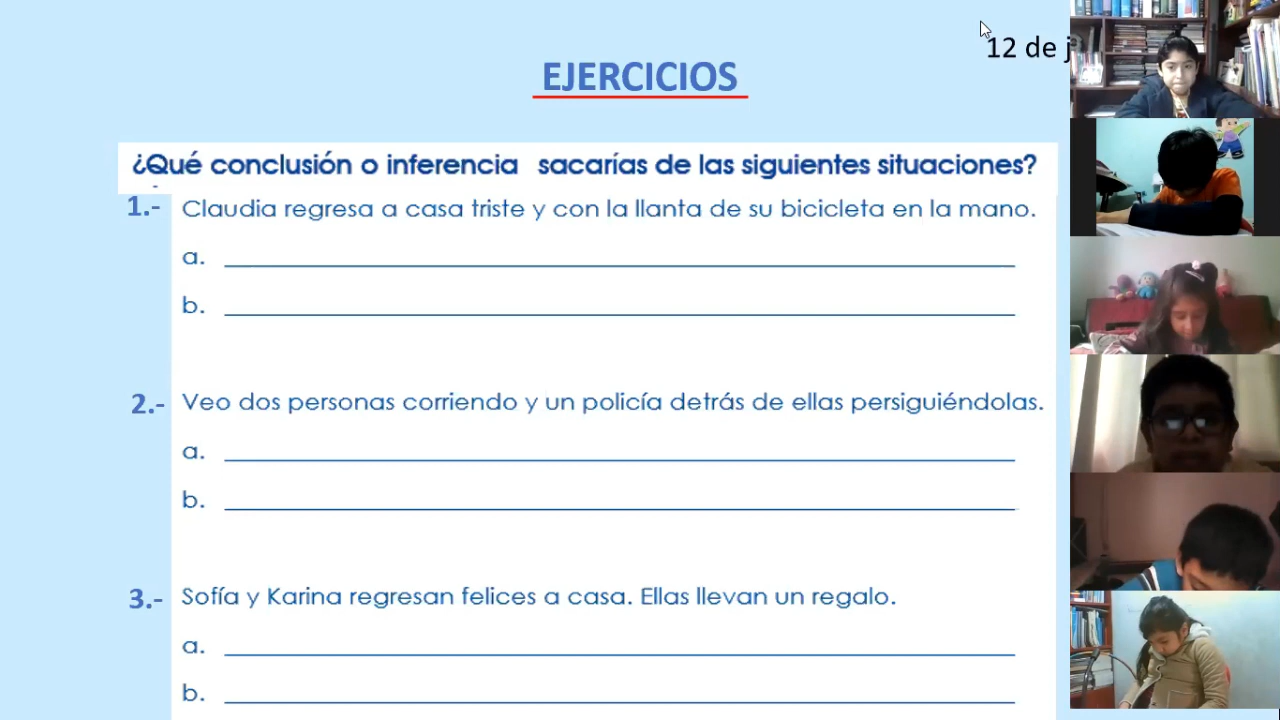 12 de j
EJERCICIOS
¿Qué conclusión o inferencia sacarías de las siguientes situaciones?
1.- Claudia regresa a casa triste y con la llanta de su bicicleta en la mano.
a.
b.
2.- Veo dos personas corriendo y un policía detrás de ellas persiguiéndolas.
a.
b.
3.- Sofía y Karina regresan felices a casa. Ellas llevan un regalo.
a.
b.